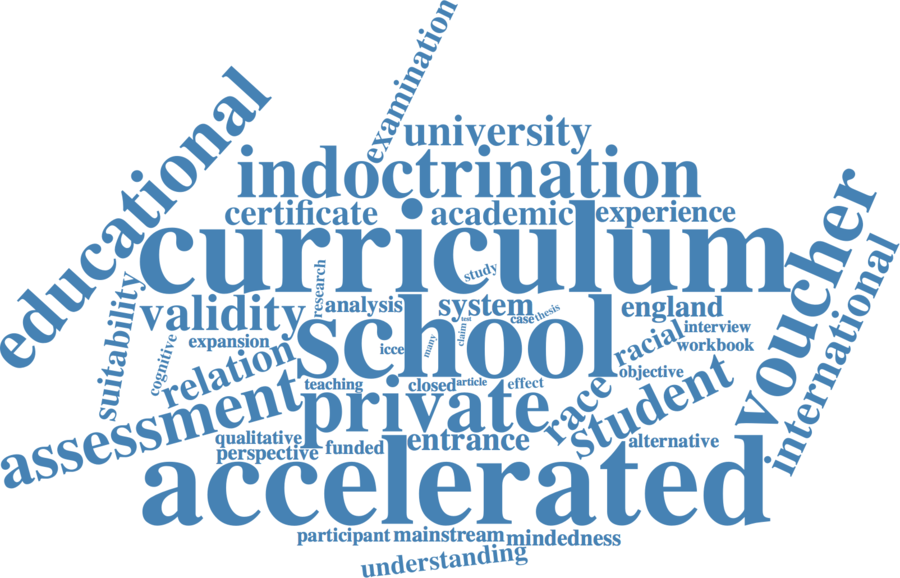 examination
educational
university
indoctrination
certificate
academic
experience
curriculum
voucher
international
study
research
suitability
validity
analysis
system
england
case
thesis
test
claim
many
school
icce
cognitive
expansion
relation
racial
interview
workbook
objective
teaching
closed
article
effect
assessment
private
race
student
qualitative
perspective
funded
entrance
alternative
accelerated
participant
mainstream
mindedness
understanding